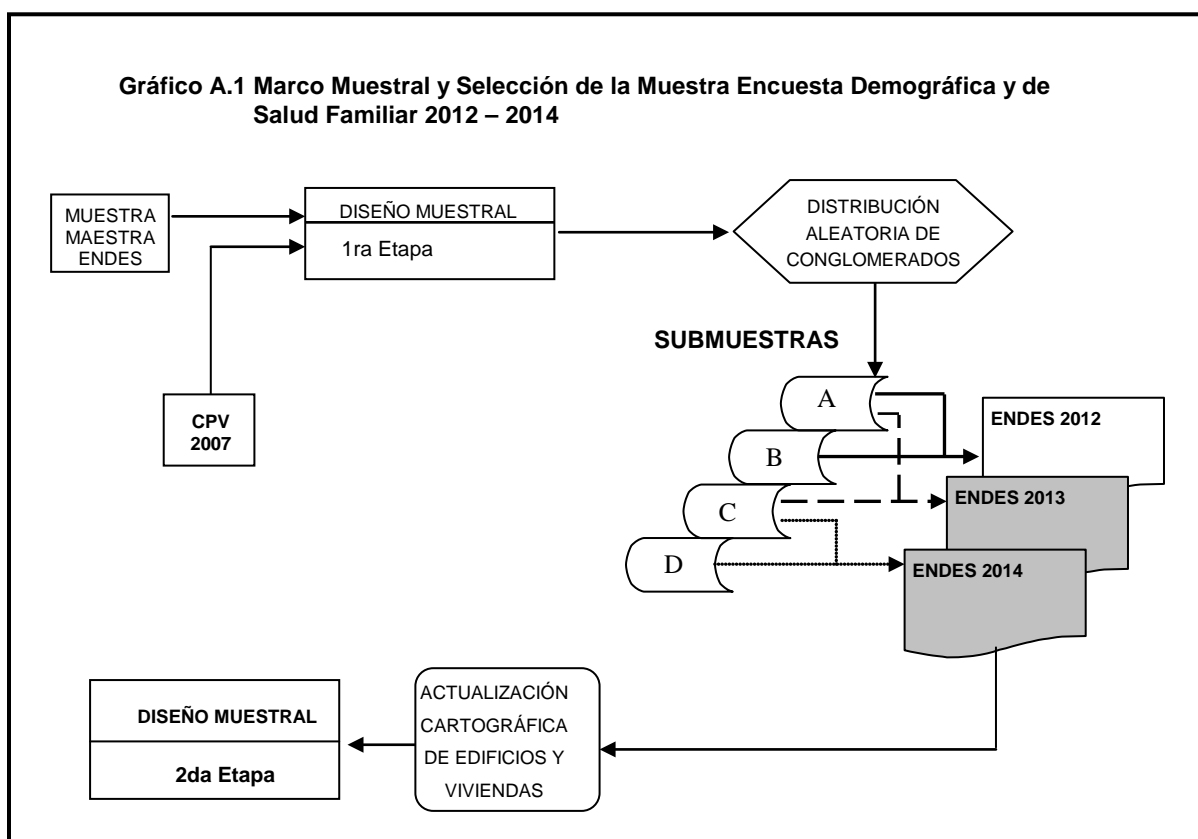 Gráfico A.1 Marco Muestral y Selección de la Muestra Encuesta Demográfica y de
Salud Familiar 2012 – 2014
MUESTRA
MAESTRA
ENDES
DISEÑO MUESTRAL
1ra Etapa
DISTRIBUCIÓN
ALEATORIA DE
CONGLOMERADOS
CPV
2007
SUBMUESTRAS
A
B
C
D
ENDES 2012
ENDES 2013
ENDES 2014
DISEÑO MUESTRAL
2da Etapa
ACTUALIZACIÓN
CARTOGRÁFICA
DE EDIFICIOS Y
VIVIENDAS